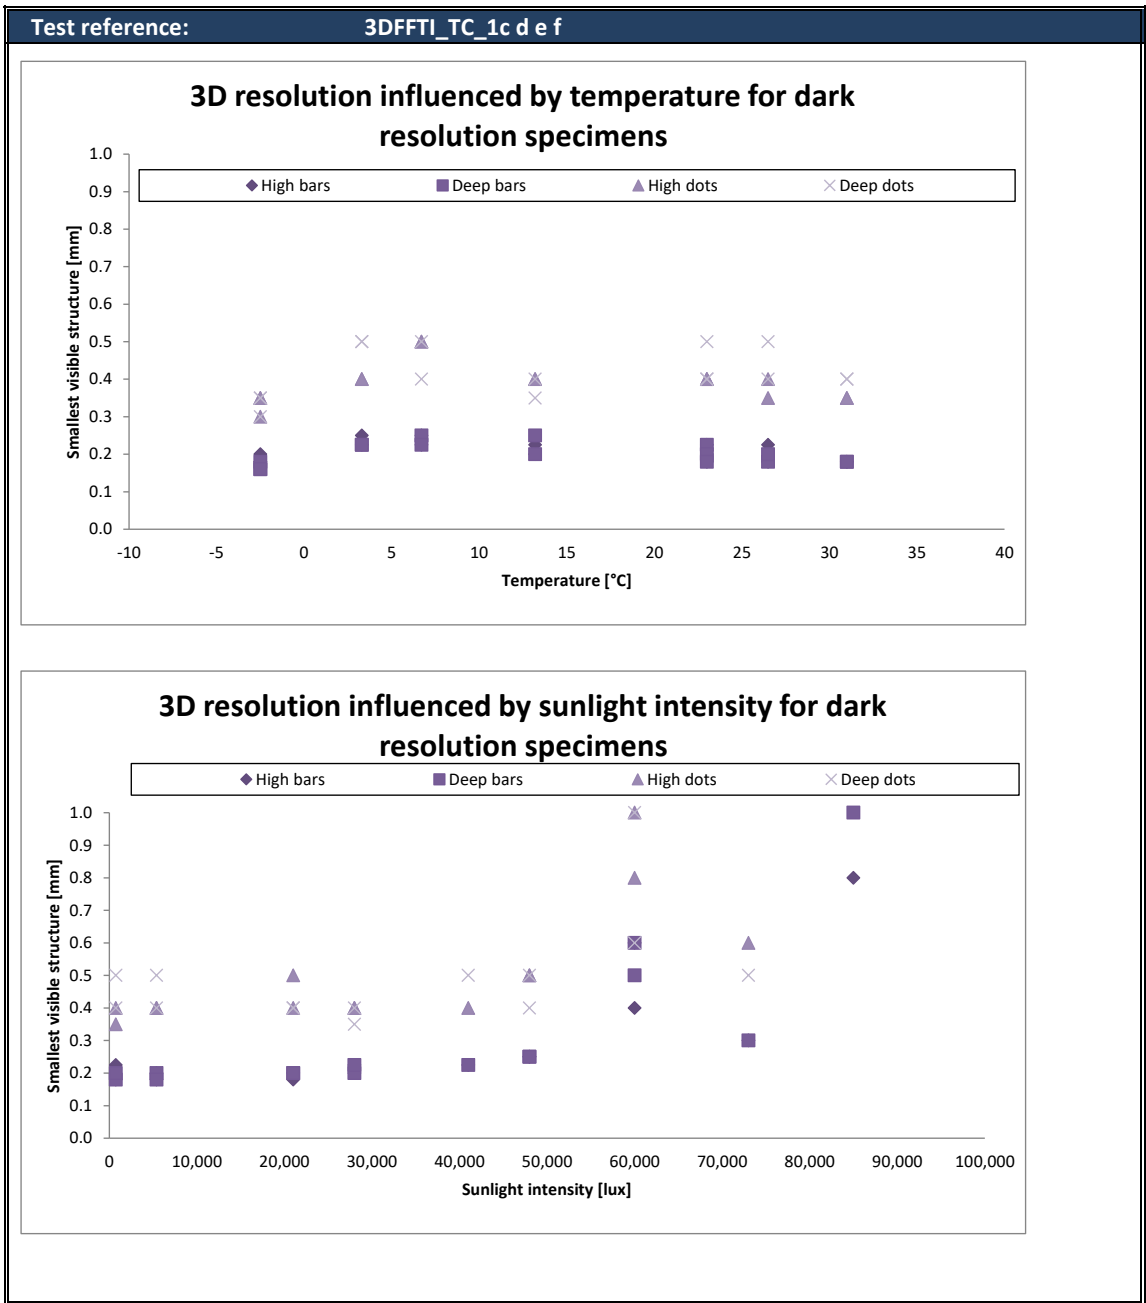 Test reference: 3DFFTI_TC_1c d e f
3D resolution influenced by temperature for dark
resolution specimens
High bars Deep bars High dots Deep dots
Smallest visible structure [mm]
1.0
0.9
0.8
0.7
0.6
0.5
0.4
0.3
0.2
0.1
0.0
-10 -5 0 5 10 15 20 25 30 35 40
Temperature [°C]
3D resolution influenced by sunlight intensity for dark
resolution specimens
High bars Deep bars High dots Deep dots
Smallest visible structure [mm]
1.0
0.9
0.8
0.7
0.6
0.5
0.4
0.3
0.2
0.1
0.0
0 10,000 20,000 30,000 40,000 50,000 60,000 70,000 80,000 90,000 100,000
Sunlight intensity [lux]